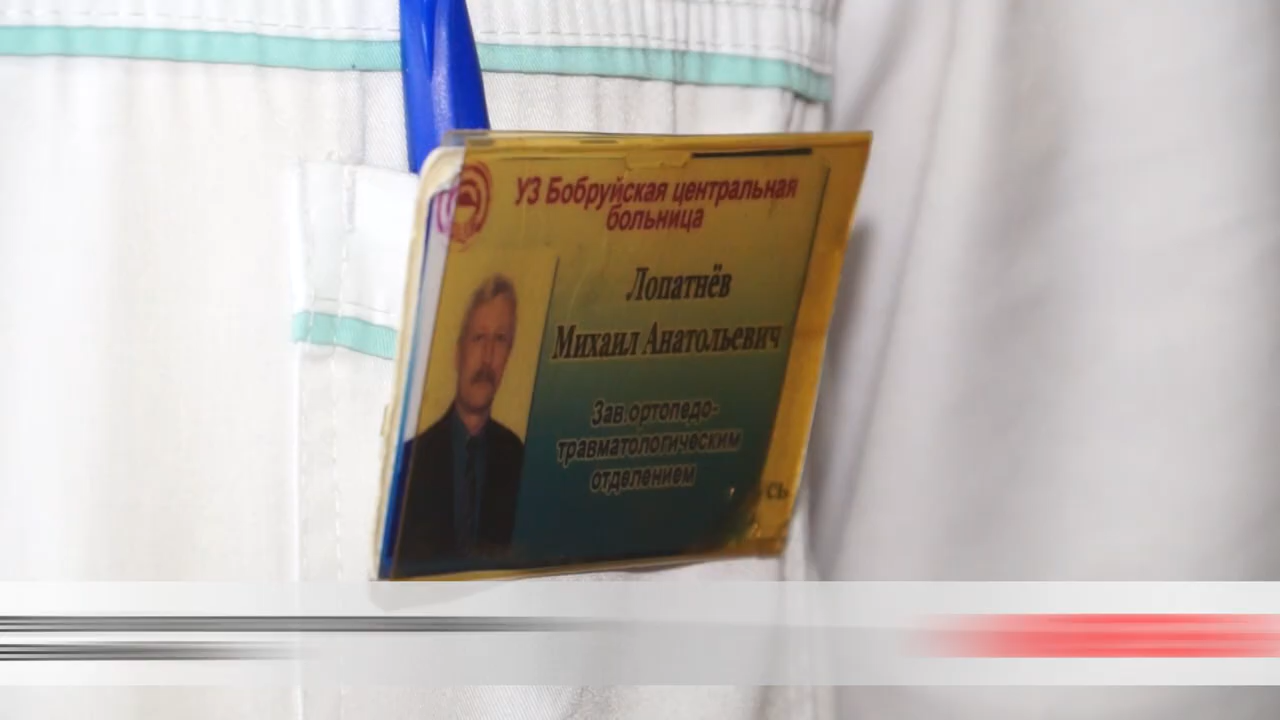 УЗ Бобруйская центральная
больница
Лопатнёв
Михаил Анатольевич
Зав.ортопедо-
травматологическим
отделением